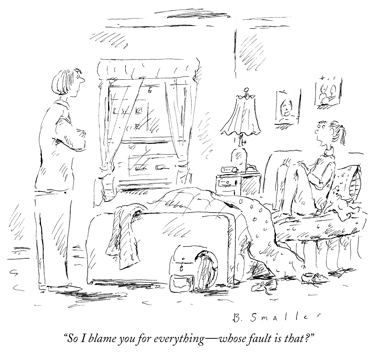 B. Smaller
"So I blame you for everything—whose fault is that?"